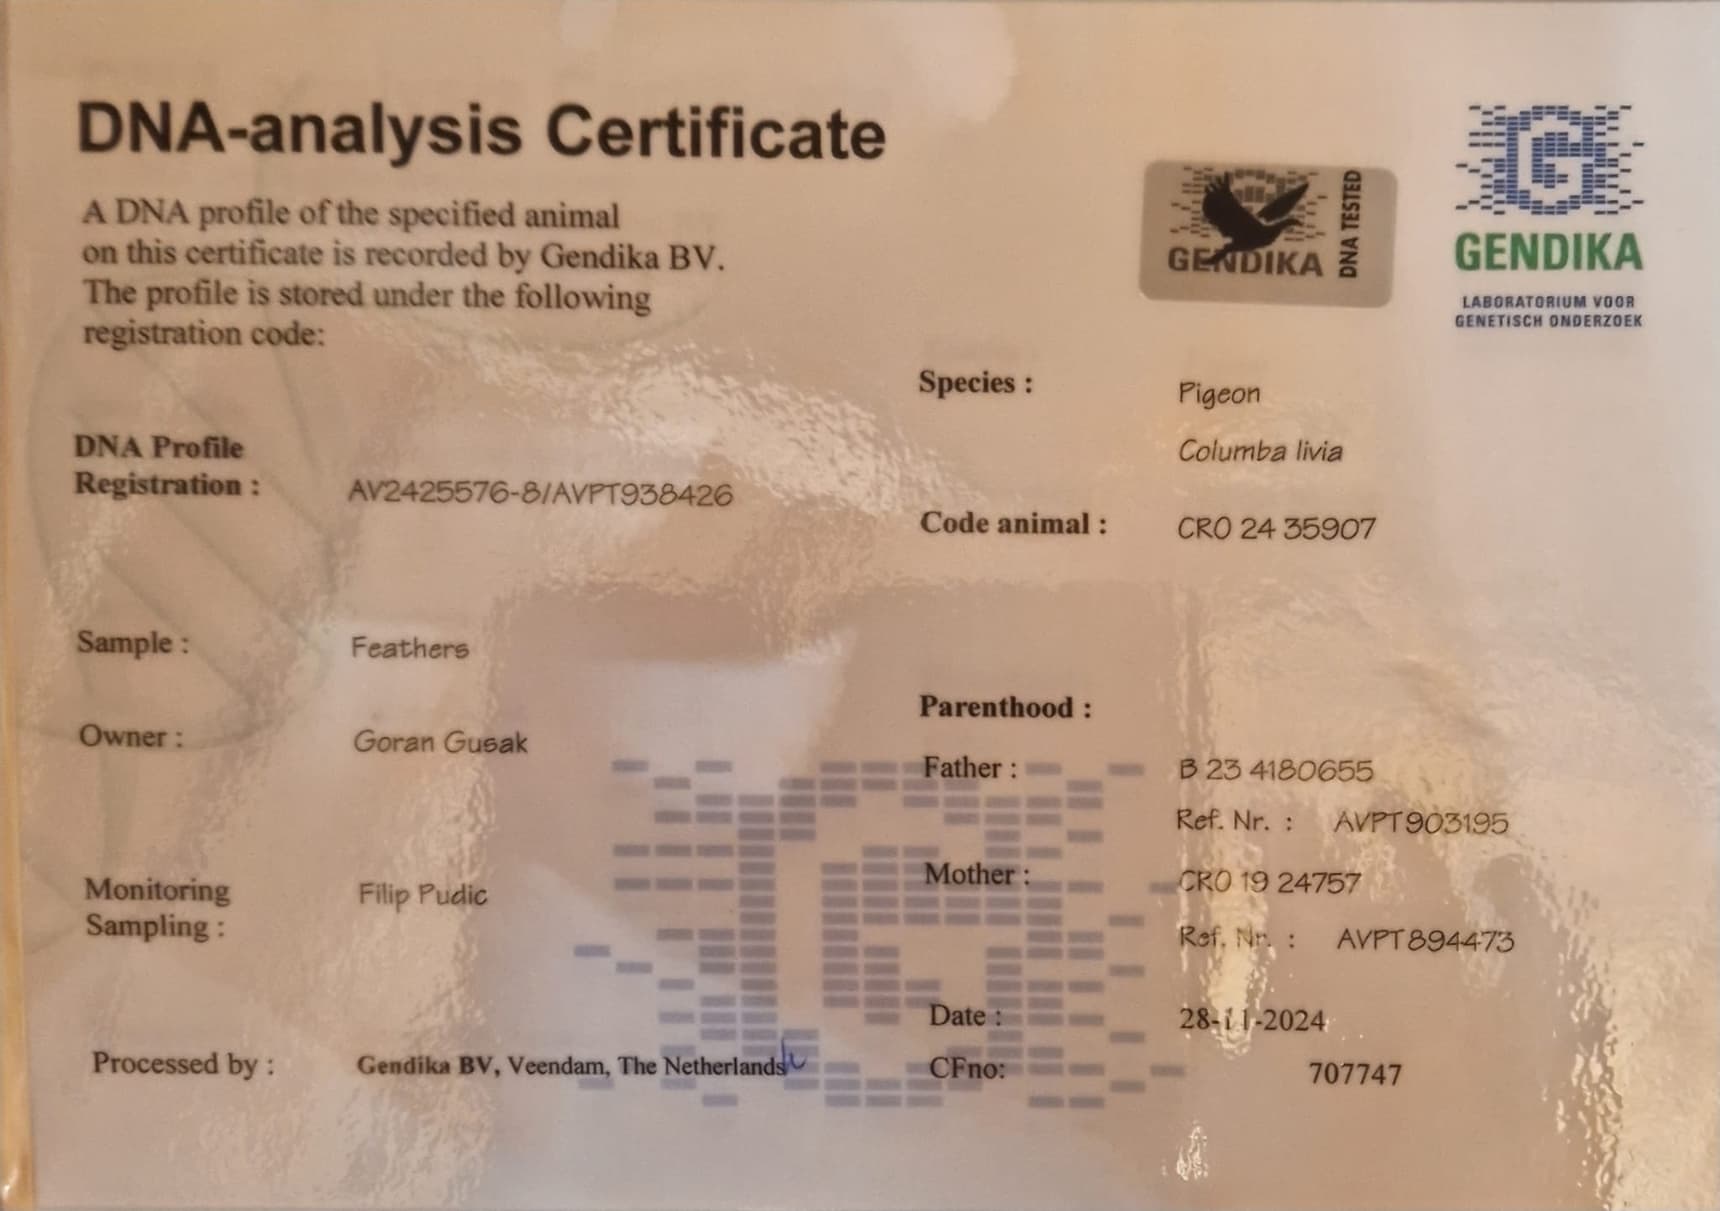 DNA-analysis Certificate
A DNA profile of the specified animal
on this certificate is recorded by Gendika BV.
The profile is stored under the following
registration code:
GENDIKA
DNA TESTED
GENDIKA
LABORATORIUM VOOR
GENETISCH ONDERZOEK
DNA Profile
Registration : AV2425576-8/AVPT938426
Sample : Feathers
Owner : Goran Gusak
Monitoring
Sampling : Filip Pudic
Processed by : Gendika BV, Veendam, The Netherlands
Species : Pigeon
Columba livia
Code animal : CRO 24 35907
Parenthood :
Father : B 23 4180655
Ref. Nr. : AVPT903195
Mother : CRO 19 24757
Ref. Nr. : AVPT894473
Date : 28-11-2024
CFno: 707747